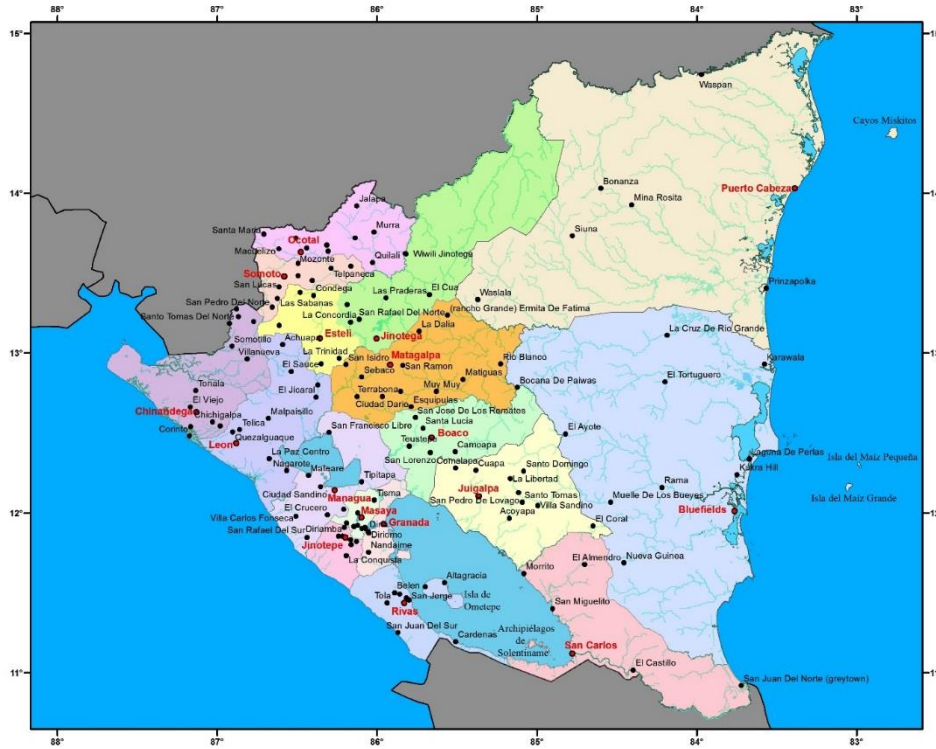 88° 87° 86° 85° 84° 83°
15°
14°
13°
12°
11°
88° 87° 86° 85° 84° 83°
Waspan
Cayos Miskitos
Bonanza
Puerto Cabeza
Mina Rosita
Jalapa
Santa Maria
Murra
Siuna
Ocotal
Macuelizo
Mozonte
Quilali
Wiwili Jinotega
Somoto
Telpaneca
San Lucas
Condega
Las Praderas
El Cua
Prinzapolka
San Pedro Del Norte
Las Sabanas
Waslala
Santo Tomas Del Norte
La Concordia
San Rafael Del Norte
(rancho Grande) Ermita De Fatima
La Dalia
La Cruz De Rio Grande
Somotillo
Achuapa
Esteli
Jinotega
Villanueva
La Trinidad
San Isidro
Matagalpa
Rio Blanco
Karawala
El Sauce
Sebaco
San Ramon
Matiguas
El Tortuguero
Tonala
El Jicaral
Terrabona
Muy Muy
Bocana De Paiwas
El Viejo
Ciudad Dario
Esquipulas
Chinandega
Chichigalpa
Malpaisillo
San Jose De Los Remates
Corinto
Telica
San Francisco Libre
Santa Lucia
El Ayote
Quezalguaque
Boaco
Leon
Teustepe
Camoapa
La Paz Centro
San Lorenzo
Comalapa
Cuapa
Santo Domingo
Laguna De Perlas
Isla del Maíz Pequeña
Nagarote
Mateare
Tipitapa
La Libertad
Kukra Hill
Juigalpa
Rama
Isla del Maíz Grande
Ciudad Sandino
Managua
Tisma
San Pedro De Lovago
Santo Tomas
Muelle De Los Bueyes
El Crucero
Masaya
Villa Sandino
Villa Carlos Fonseca
Granada
Acoyapa
El Coral
Bluefields
San Rafael Del Sur
Diriamba
Diriomo
Jinotepe
Nandaime
La Conquista
El Almendro
Nueva Guinea
Altagracia
Morrito
Belen
Tola
San Jorge
Isla de
Ometepe
San Miguelito
Rivas
San Juan Del Sur
Cardenas
Archipiélagos
de
Solentiname
San Carlos
El Castillo
San Juan Del Norte (greytown)